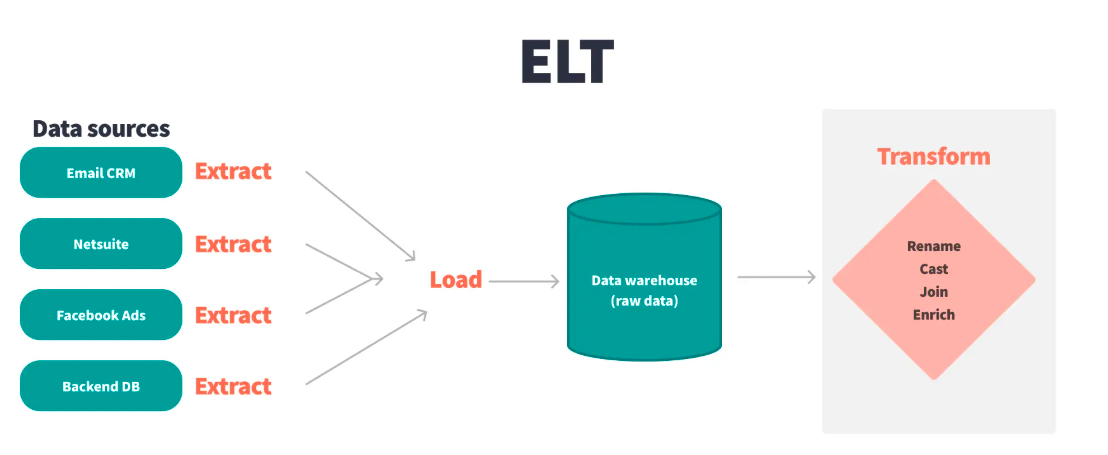 ELT
Data sources
Email CRM
Extract
Netsuite
Extract
Facebook Ads
Extract
Backend DB
Extract
Load
Data warehouse
(raw data)
Transform
Rename
Cast
Join
Enrich